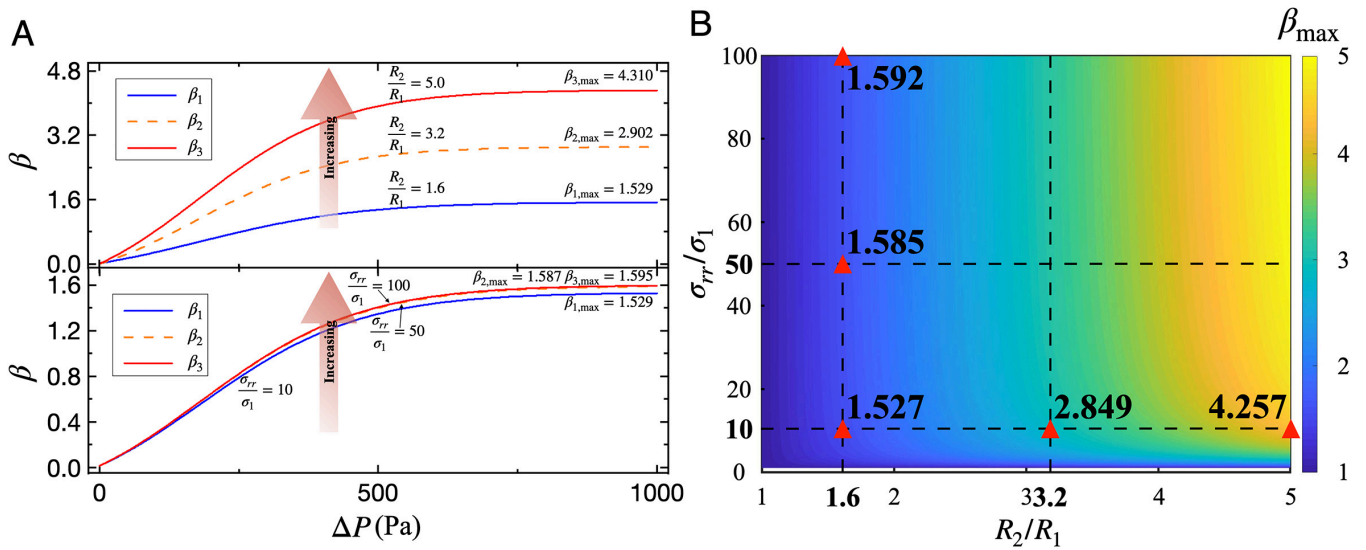 A
4.8
3.2
1.6
0.0
β
β₁
β₂
β₃
Increasing
R₂/R₁ = 5.0
β₃,max = 4.310
R₂/R₁ = 3.2
β₂,max = 2.902
R₂/R₁ = 1.6
β₁,max = 1.529
1.6
1.2
0.8
0.4
0.0
β
β₁
β₂
β₃
Increasing
σrr/σ₁ = 100
β₂,max = 1.587 β₃,max = 1.595
β₁,max = 1.529
σrr/σ₁ = 50
σrr/σ₁ = 10
0 500 1000
ΔP (Pa)
B
βmax
100
80
60
50
40
20
10
0
σrr/σ₁
1.592
1.585
1.527 2.849 4.257
1 1.6 2 3 3.2 4 5
R₂/R₁
5
4
3
2
1